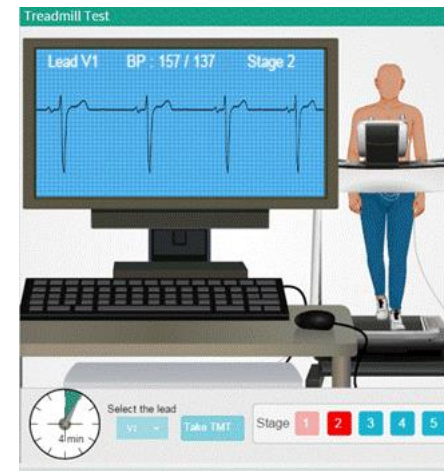 Treadmill Test
Lead V1 BP : 157 / 137 Stage 2
Select the lead
V1 Take TMT
4 min
Stage 1 2 3 4 5